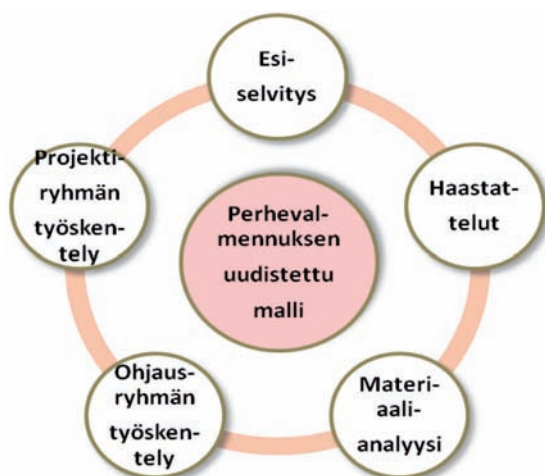 Esi-
selvitys
Haastat-
telut
Materi-
aali-
analyysi
Ohjaus-
ryhmän
työsken-
tely
Projekti-
ryhmän
työsken-
tely
Perheval-
mennuksen
uudistettu
malli